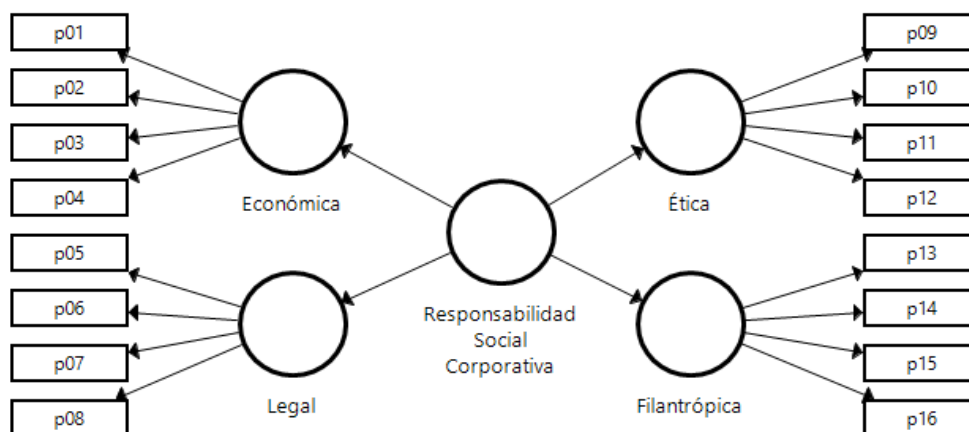 p01
p02
p03
p04
Económica
p05
p06
p07
p08
Legal
Responsabilidad
Social
Corporativa
p09
p10
p11
p12
Ética
p13
p14
p15
p16
Filantrópica